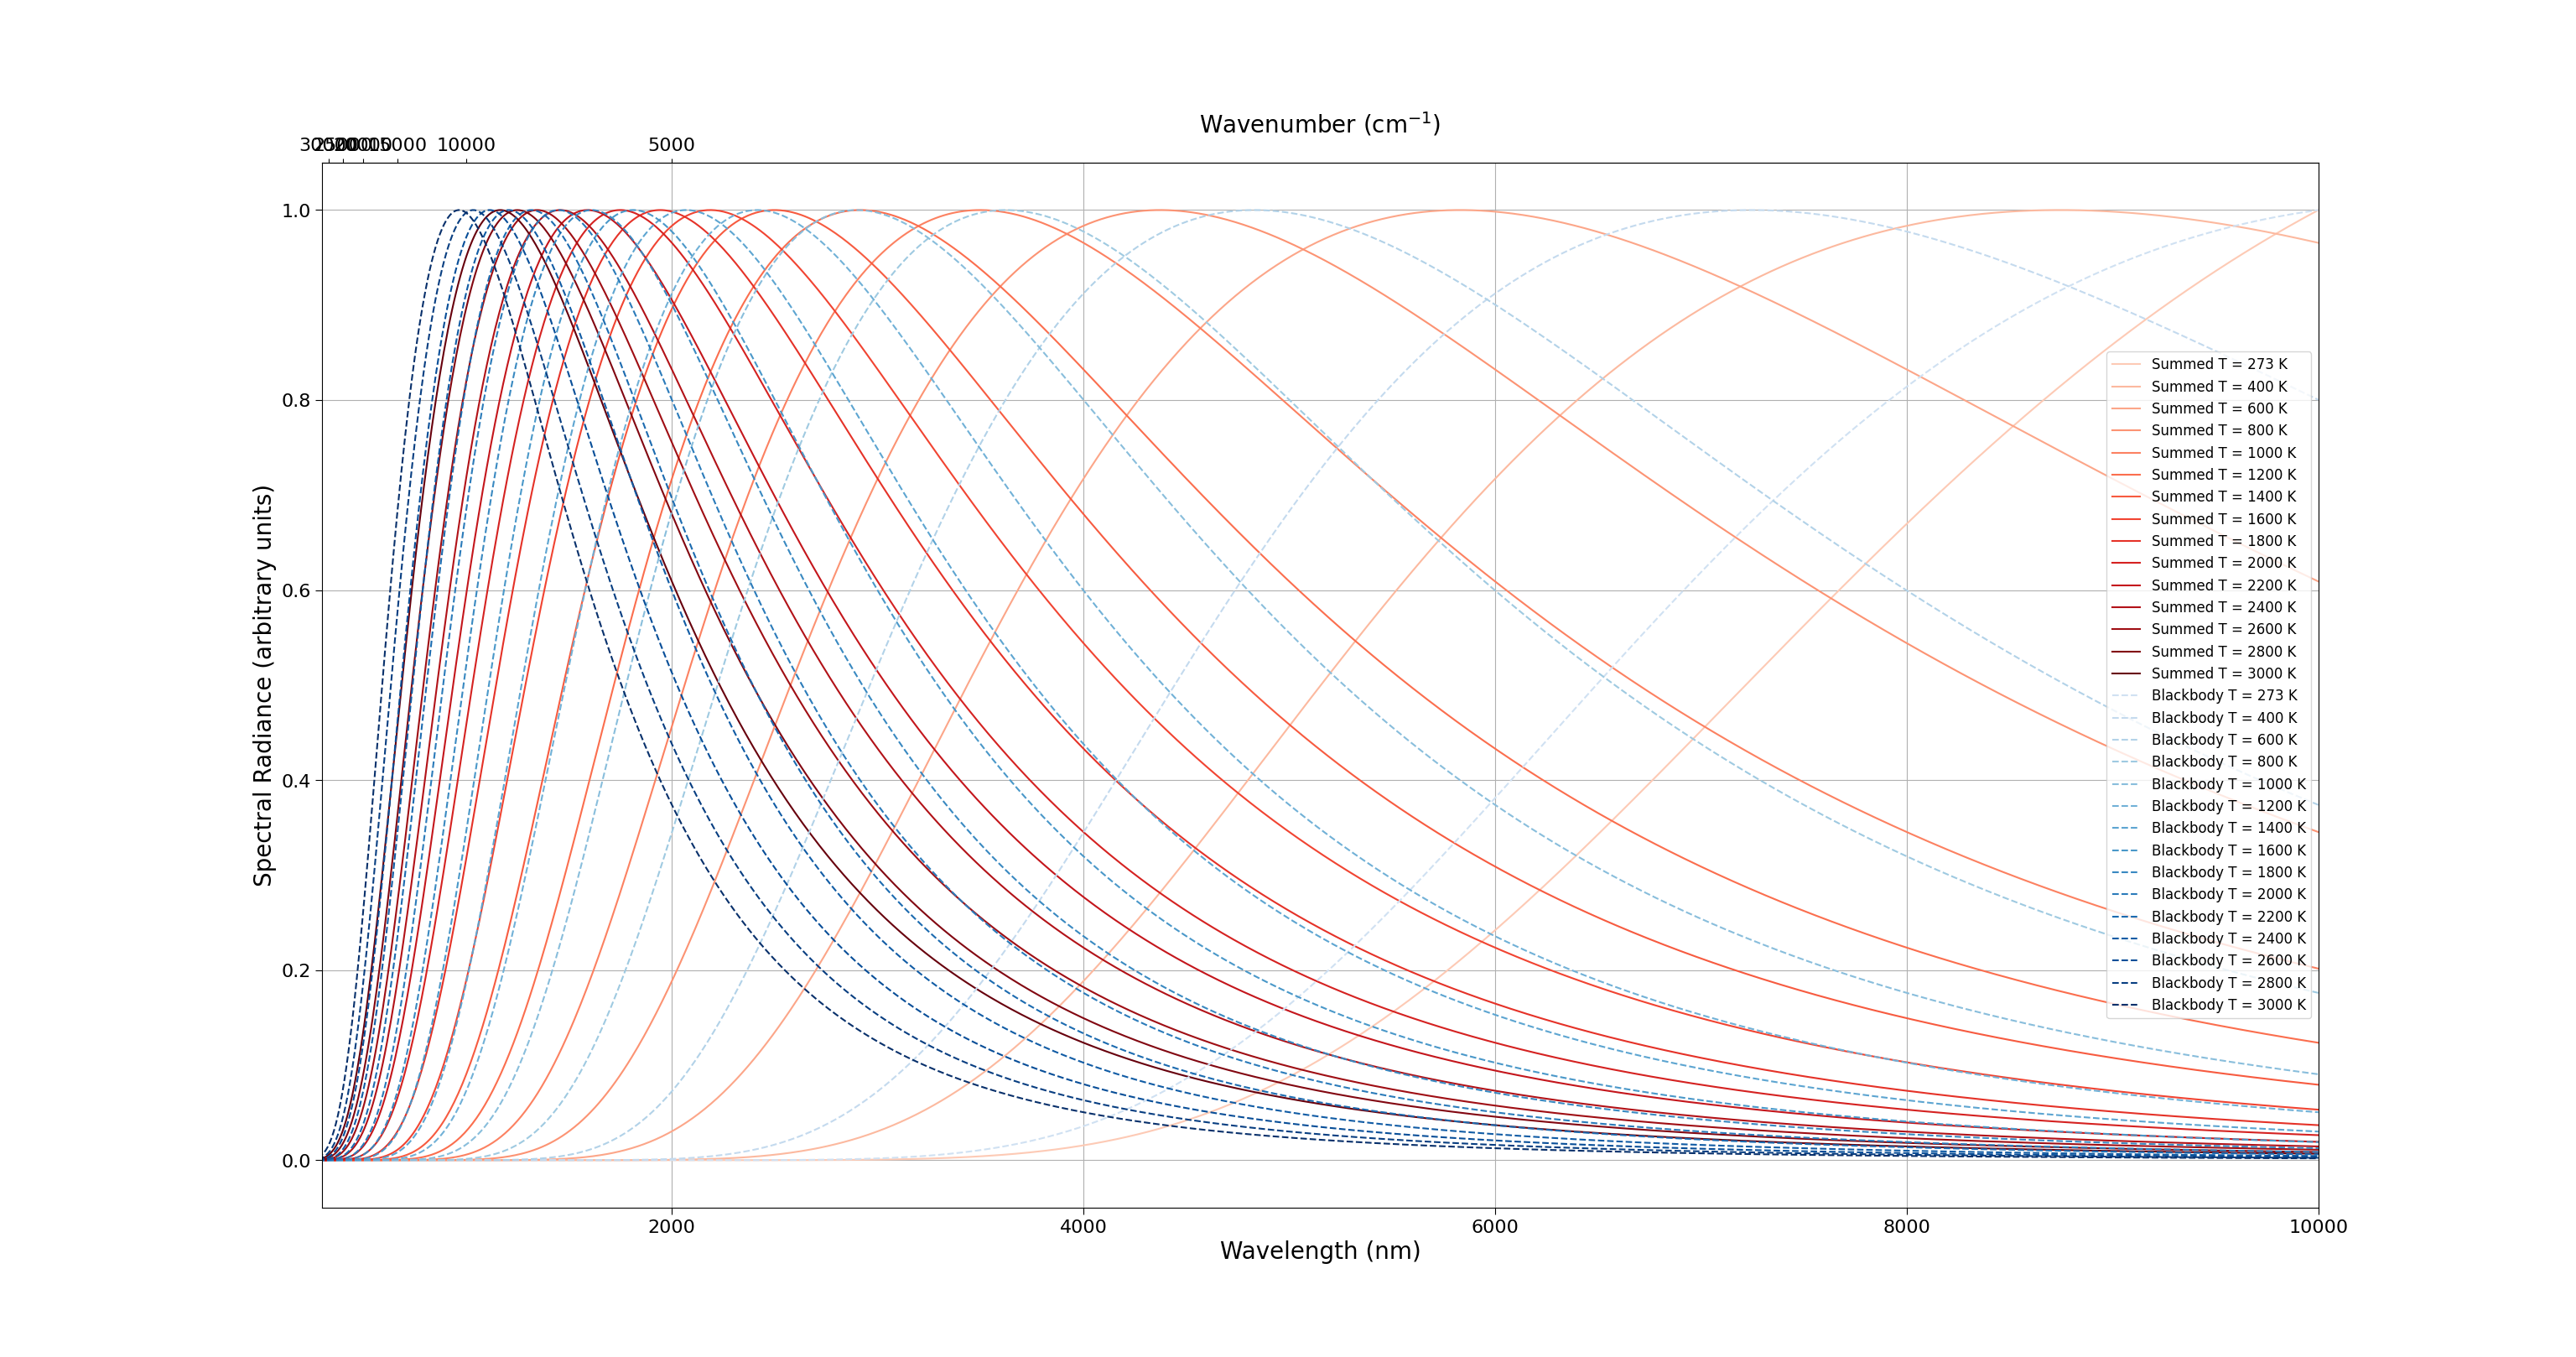 Wavenumber (cm⁻¹)
30000 25000 20000 15000 10000 5000
Spectral Radiance (arbitrary units)
1.0
0.8
0.6
0.4
0.2
0.0
Summed T = 273 K
Summed T = 400 K
Summed T = 600 K
Summed T = 800 K
Summed T = 1000 K
Summed T = 1200 K
Summed T = 1400 K
Summed T = 1600 K
Summed T = 1800 K
Summed T = 2000 K
Summed T = 2200 K
Summed T = 2400 K
Summed T = 2600 K
Summed T = 2800 K
Summed T = 3000 K
Blackbody T = 273 K
Blackbody T = 400 K
Blackbody T = 600 K
Blackbody T = 800 K
Blackbody T = 1000 K
Blackbody T = 1200 K
Blackbody T = 1400 K
Blackbody T = 1600 K
Blackbody T = 1800 K
Blackbody T = 2000 K
Blackbody T = 2200 K
Blackbody T = 2400 K
Blackbody T = 2600 K
Blackbody T = 2800 K
Blackbody T = 3000 K
2000 4000 6000 8000 10000
Wavelength (nm)